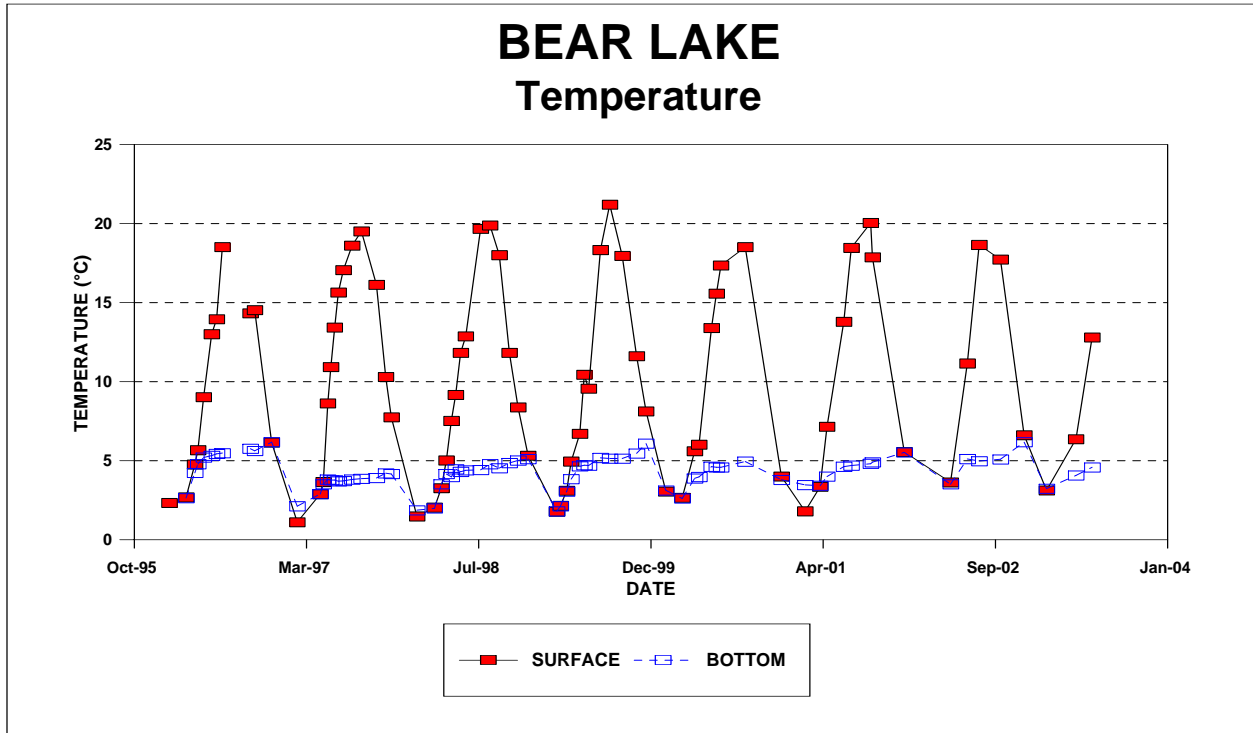 BEAR LAKE
Temperature
25
20
15
10
5
0
TEMPERATURE (°C)
Oct-95 Mar-97 Jul-98 Dec-99 Apr-01 Sep-02 Jan-04
DATE
SURFACE BOTTOM